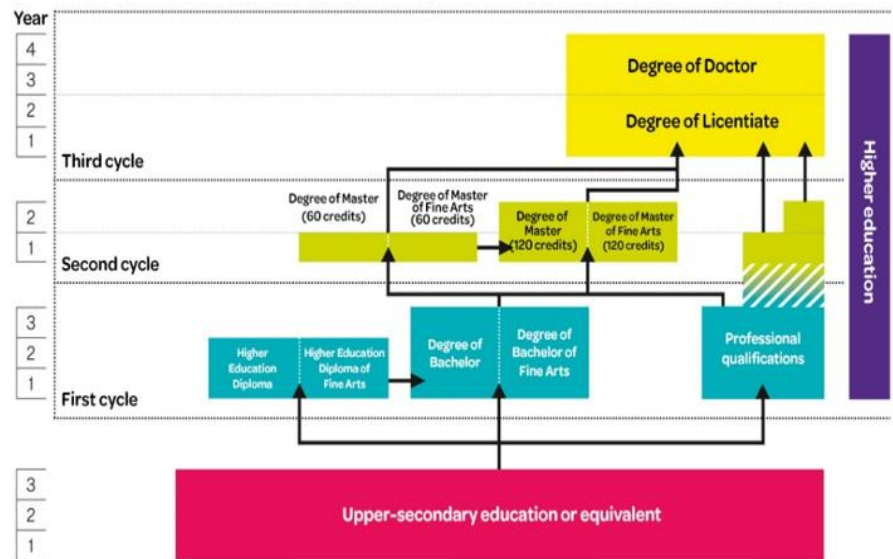 Year
4
3
2
1
Degree of Doctor
Degree of Licentiate
Third cycle
Higher education
2
1
Degree of Master
(60 credits)
Degree of Master
of Fine Arts
(60 credits)
Degree of
Master
(120 credits)
Degree of Master
of Fine Arts
(120 credits)
Second cycle
3
2
1
Higher
Education
Diploma
Higher Education
Diploma of
Fine Arts
Degree of
Bachelor
Degree of
Bachelor of
Fine Arts
Professional
qualifications
First cycle
3
2
1
Upper-secondary education or equivalent